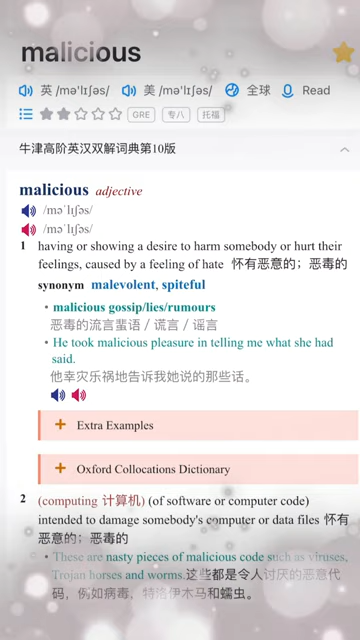 malicious
英 /məˈlɪʃəs/ 美 /məˈlɪʃəs/ 全球 Read
GRE 专八 托福
牛津高阶英汉双解词典第10版
malicious adjective
/məˈlɪʃəs/
/məˈlɪʃəs/
1 having or showing a desire to harm somebody or hurt their
feelings, caused by a feeling of hate 怀有恶意的；恶毒的
synonym malevolent, spiteful
• malicious gossip/lies/rumours
恶毒的流言蜚语 / 谎言 / 谣言
• He took malicious pleasure in telling me what she had
said.
他幸灾乐祸地告诉我她说的那些话。
+ Extra Examples
+ Oxford Collocations Dictionary
2 (computing 计算机) (of software or computer code)
intended to damage somebody's computer or data files 怀有
恶意的；恶毒的
• These are nasty pieces of malicious code such as viruses,
Trojan horses and worms.这些都是令人讨厌的恶意代
码，例如病毒，特洛伊木马和蠕虫。